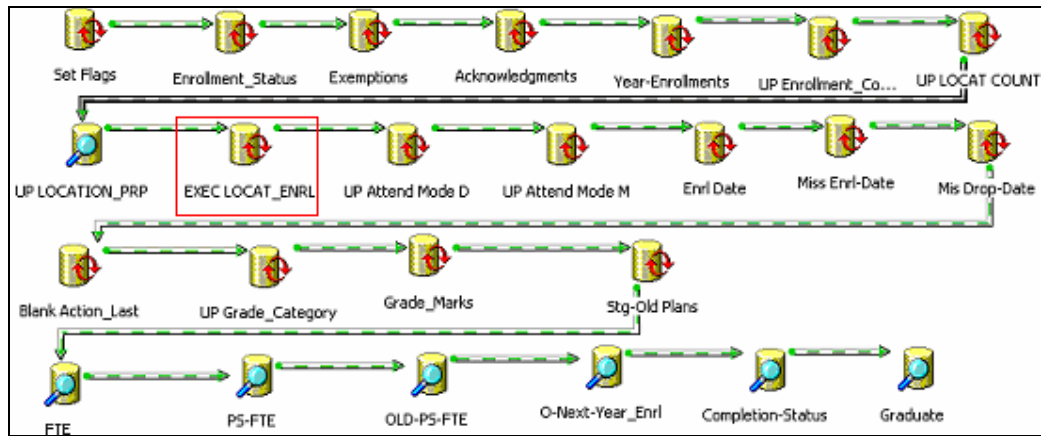 Set Flags
Enrollment_Status
Exemptions
Acknowledgments
Year-Enrollments
UP Enrollment_Co...
UP LOCAT COUNT
UP LOCATION_PRP
EXEC LOCAT_ENRL
UP Attend Mode D
UP Attend Mode M
Enrl Date
Miss Enrl-Date
Mis Drop-Date
Blank Action_Last
UP Grade_Category
Grade_Marks
Stg-Old Plans
FTE
PS-FTE
OLD-PS-FTE
O-Next-Year_Enrl
Completion-Status
Graduate